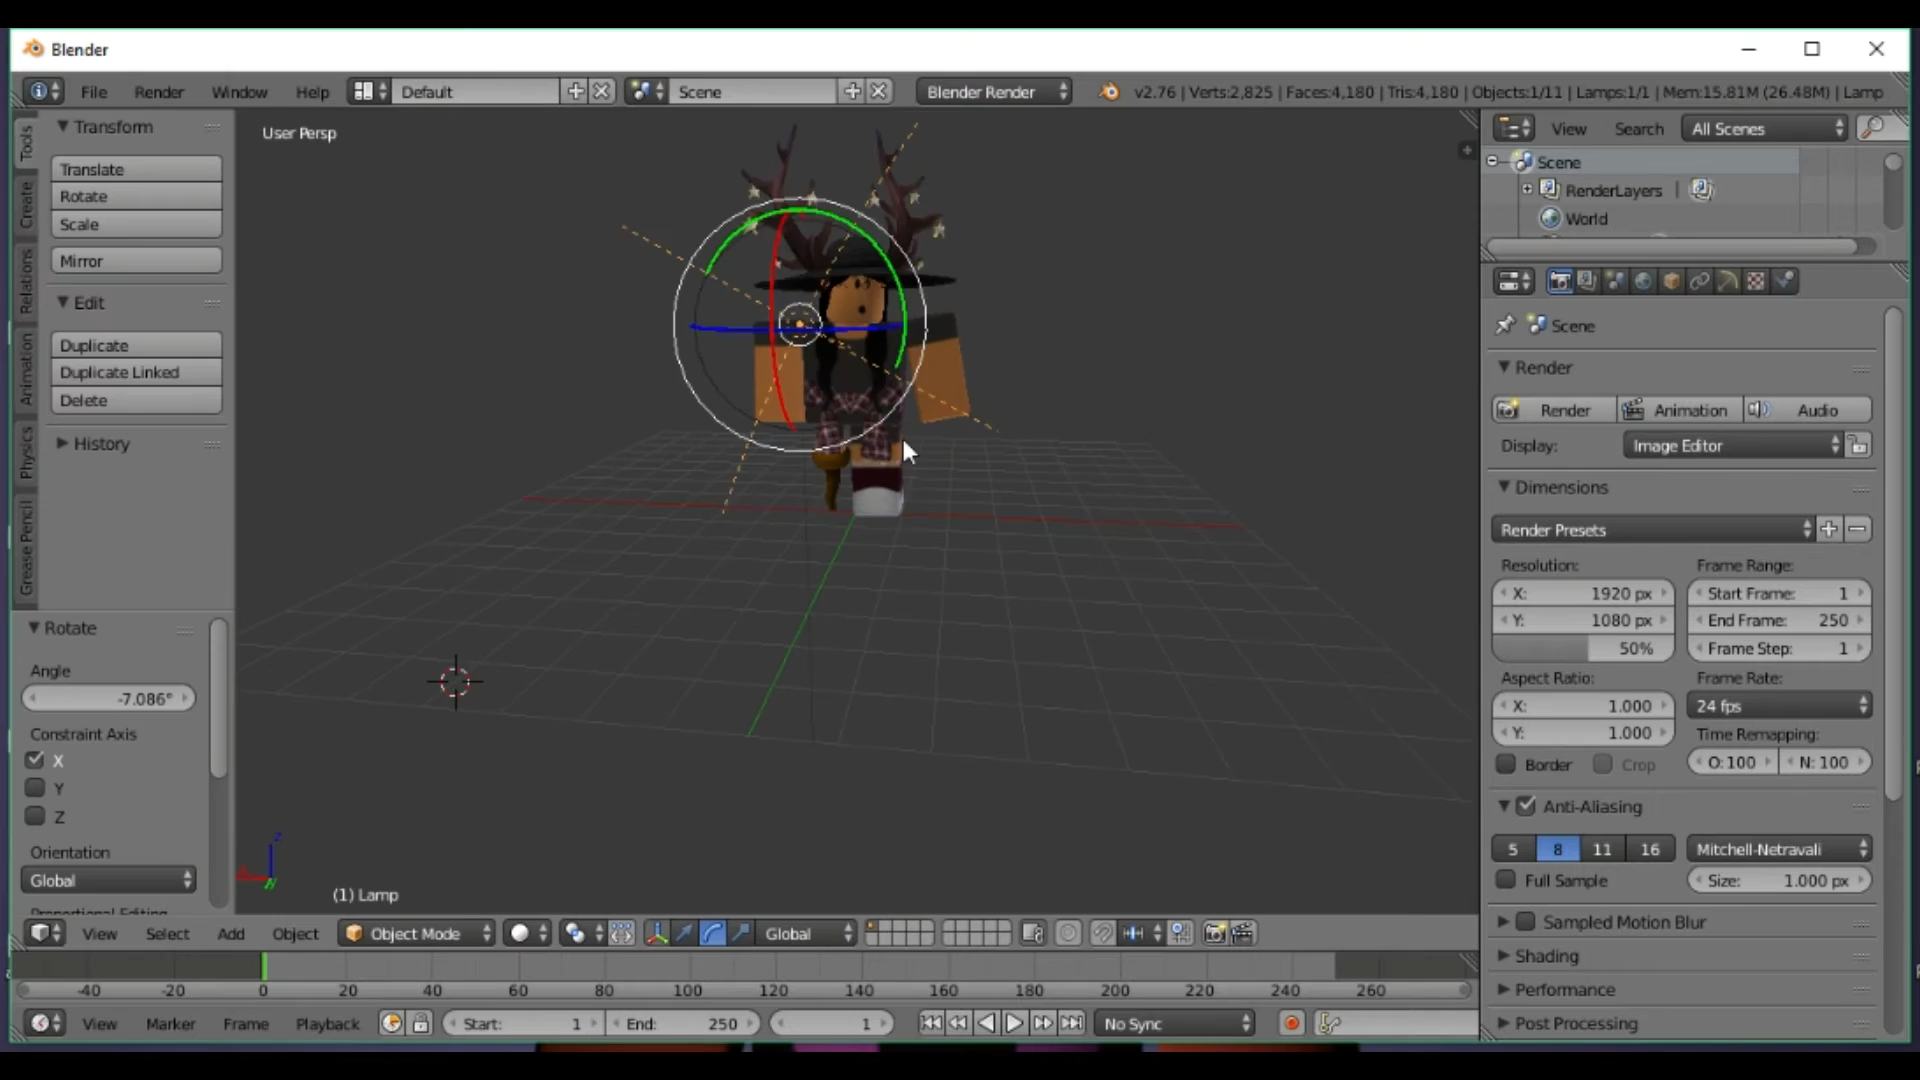 Blender
File Render Window Help Default Scene Blender Render v2.76 | Verts:2,825 | Faces:4,180 | Tris:4,180 | Objects:1/11 | Lamps:1/1 | Mem:15.81M (26.48M) | Lamp
Tools
Create
Relations
Animation
Physics
Grease Pencil
Transform
Translate
Rotate
Scale
Mirror
Edit
Duplicate
Duplicate Linked
Delete
History
Rotate
Angle
-7.086°
Constraint Axis
X
Y
Z
Orientation
Global
Proportional Editing
User Persp
(1) Lamp
View Select Add Object Object Mode Global
-40 -20 0 20 40 60 80 100 120 140 160 180 200 220 240 260
View Marker Frame Playback Start: 1 End: 250 1 No Sync
View Search All Scenes
Scene
RenderLayers
World
Scene
Render
Render Animation Audio
Display: Image Editor
Dimensions
Render Presets
Resolution: Frame Range:
X: 1920 px Start Frame: 1
Y: 1080 px End Frame: 250
50% Frame Step: 1
Aspect Ratio: Frame Rate:
X: 1.000 24 fps
Y: 1.000 Time Remapping:
Border Crop O: 100 N: 100
Anti-Aliasing
5 8 11 16 Mitchell-Netravali
Full Sample Size: 1.000 px
Sampled Motion Blur
Shading
Performance
Post Processing